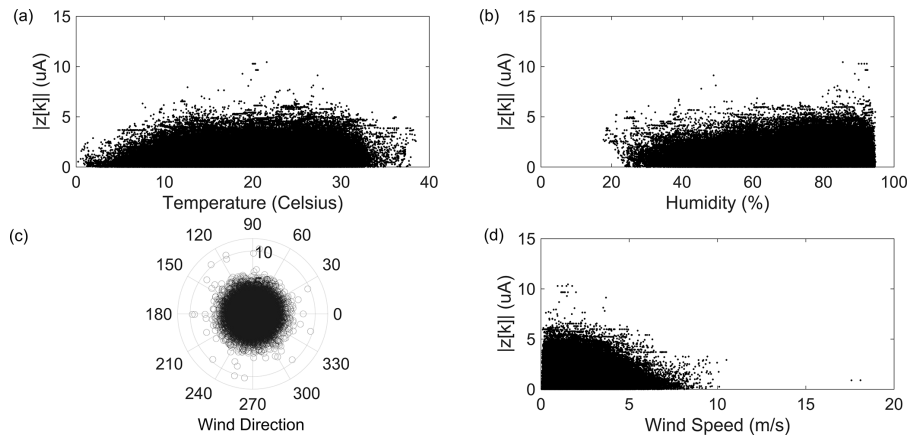 (a)
15
10
5
0
|z[k]| (uA)
0 10 20 30 40
Temperature (Celsius)
(b)
15
10
5
0
|z[k]| (uA)
0 20 40 60 80 100
Humidity (%)
(c)
90
120 60
150 30
10
180 0
210 330
240 300
270
Wind Direction
(d)
15
10
5
0
|z[k]| (uA)
0 5 10 15 20
Wind Speed (m/s)